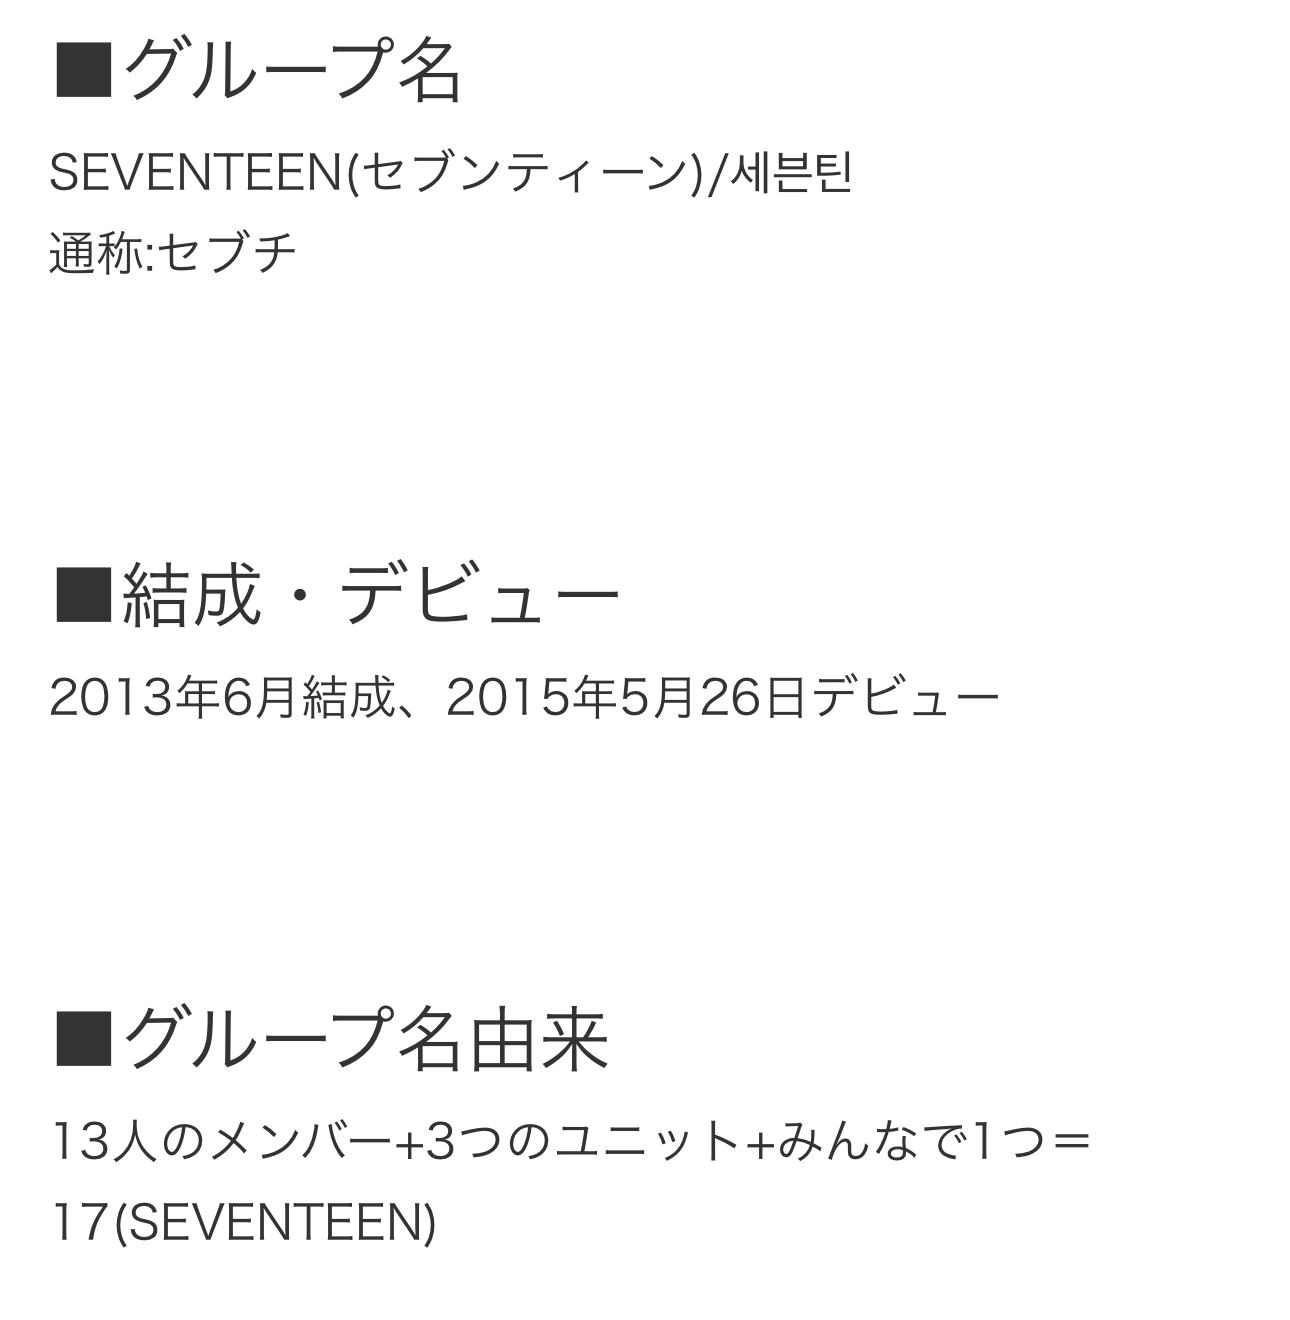 ■グループ名
SEVENTEEN(セブンティーン)/세븐틴
通称:セブチ
■結成・デビュー
2013年6月結成、2015年5月26日デビュー
■グループ名由来
13人のメンバー+3つのユニット+みんなで1つ＝
17(SEVENTEEN)